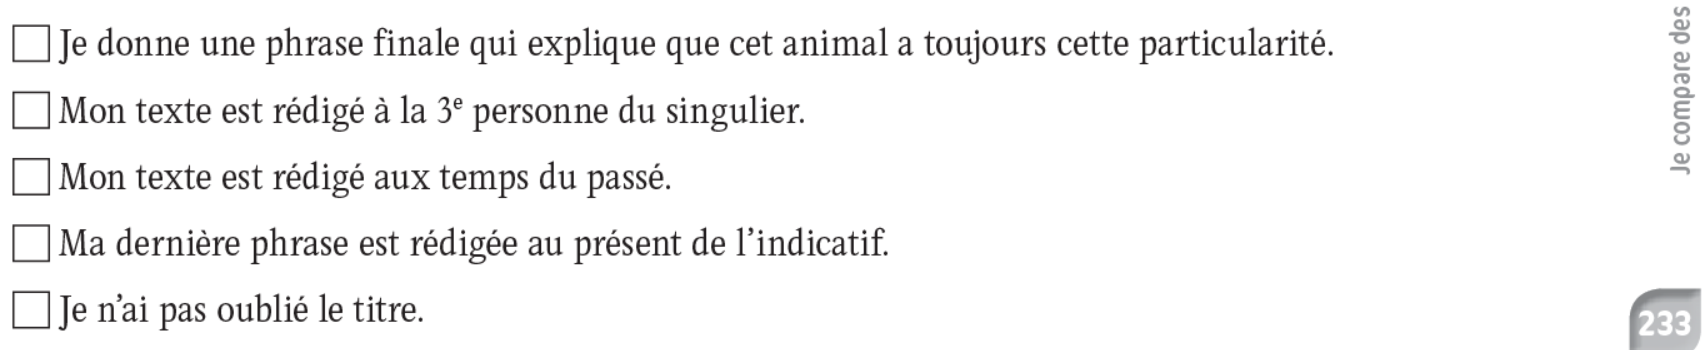 Je donne une phrase finale qui explique que cet animal a toujours cette particularité.
Mon texte est rédigé à la 3e personne du singulier.
Mon texte est rédigé aux temps du passé.
Ma dernière phrase est rédigée au présent de l'indicatif.
Je n'ai pas oublié le titre.
Je compare des
233